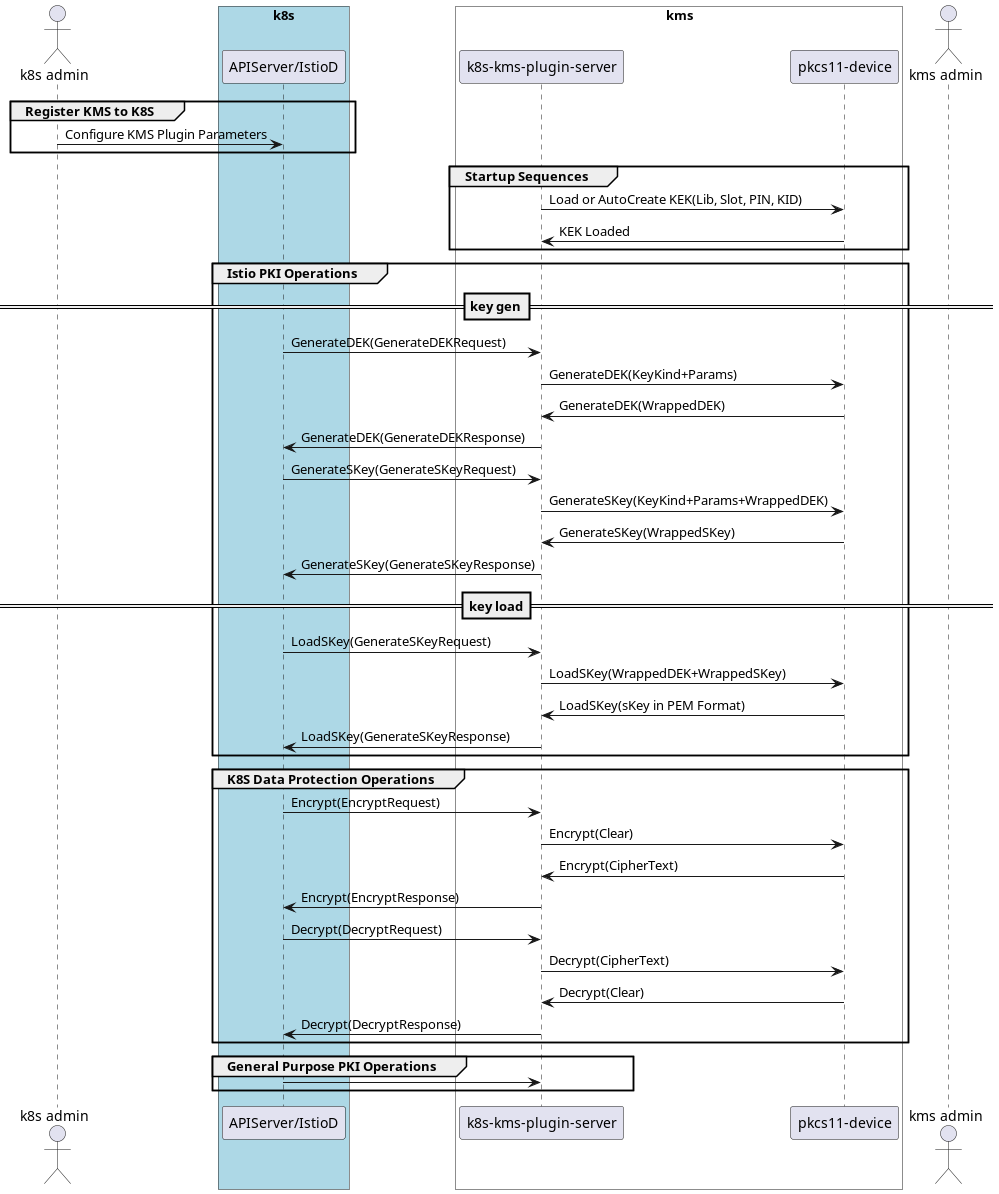 k8s
kms
k8s admin
APIServer/IstioD
k8s-kms-plugin-server
pkcs11-device
kms admin
Register KMS to K8S
Configure KMS Plugin Parameters
Startup Sequences
Load or AutoCreate KEK(Lib, Slot, PIN, KID)
KEK Loaded
Istio PKI Operations
key gen
GenerateDEK(GenerateDEKRequest)
GenerateDEK(KeyKind+Params)
GenerateDEK(WrappedDEK)
GenerateDEK(GenerateDEKResponse)
GenerateSKey(GenerateSKeyRequest)
GenerateSKey(KeyKind+Params+WrappedDEK)
GenerateSKey(WrappedSKey)
GenerateSKey(GenerateSKeyResponse)
key load
LoadSKey(GenerateSKeyRequest)
LoadSKey(WrappedDEK+WrappedSKey)
LoadSKey(sKey in PEM Format)
LoadSKey(GenerateSKeyResponse)
K8S Data Protection Operations
Encrypt(EncryptRequest)
Encrypt(Clear)
Encrypt(CipherText)
Encrypt(EncryptResponse)
Decrypt(DecryptRequest)
Decrypt(CipherText)
Decrypt(Clear)
Decrypt(DecryptResponse)
General Purpose PKI Operations
k8s admin
APIServer/IstioD
k8s-kms-plugin-server
pkcs11-device
kms admin